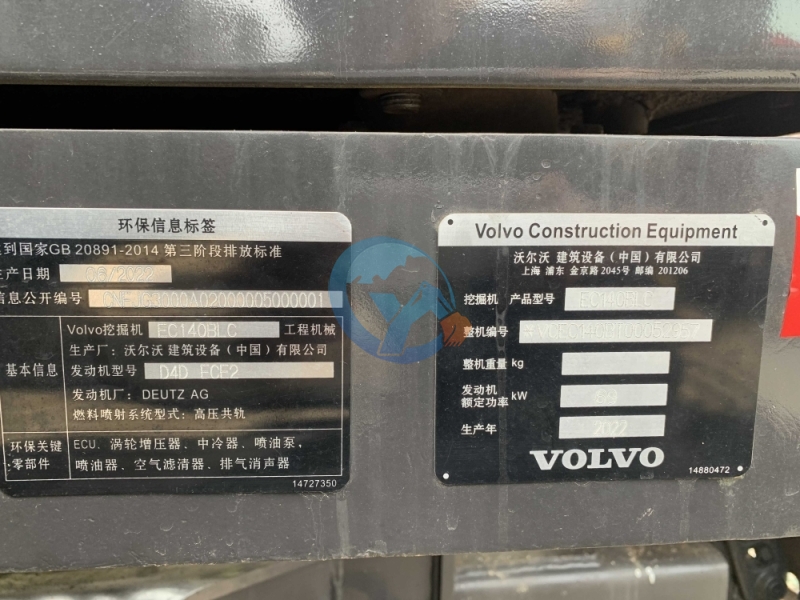 环保信息标签
到国家GB 20891-2014 第三阶段排放标准
生产日期 /2022
信息公开编号
Volvo挖掘机 EC140BLC 工程机械
生产厂：沃尔沃 建筑设备（中国）有限公司
基本信息 发动机型号 D4D ECE2
发动机厂：DEUTZ AG
燃料喷射系统型式：高压共轨
环保关键零部件 ECU、涡轮增压器、中冷器、喷油泵，
喷油器、空气滤清器、排气消声器
14727350
Volvo Construction Equipment
沃尔沃 建筑设备（中国）有限公司
上海 浦东 金京路 2045号 邮编 201206
挖掘机 产品型号 EC140BLC
整机编号
整机重量 kg
发动机额定功率 kW
生产年 2022
VOLVO
14880472